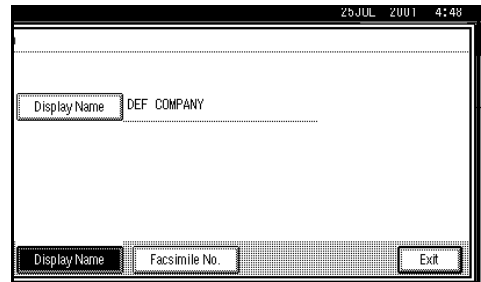 25JUL 2001 4:48
Display Name DEF COMPANY
Display Name Facsimile No. Exit